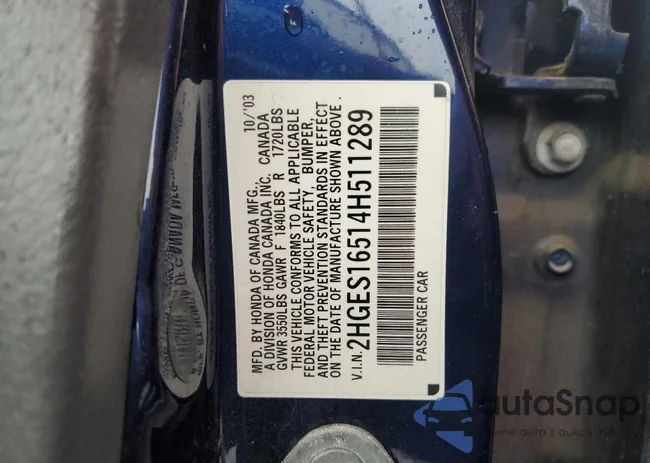 MFD. BY HONDA OF CANADA MFG. 10/'03
A DIVISION OF HONDA CANADA INC. CANADA
GVWR 3550LBS GAWR F 1840LBS R 1720LBS
THIS VEHICLE CONFORMS TO ALL APPLICABLE
FEDERAL MOTOR VEHICLE SAFETY, BUMPER,
AND THEFT PREVENTION STANDARDS IN EFFECT
ON THE DATE OF MANUFACTURE SHOWN ABOVE.
V.I.N. 2HGES16514H511289
PASSENGER CAR
autaSnap